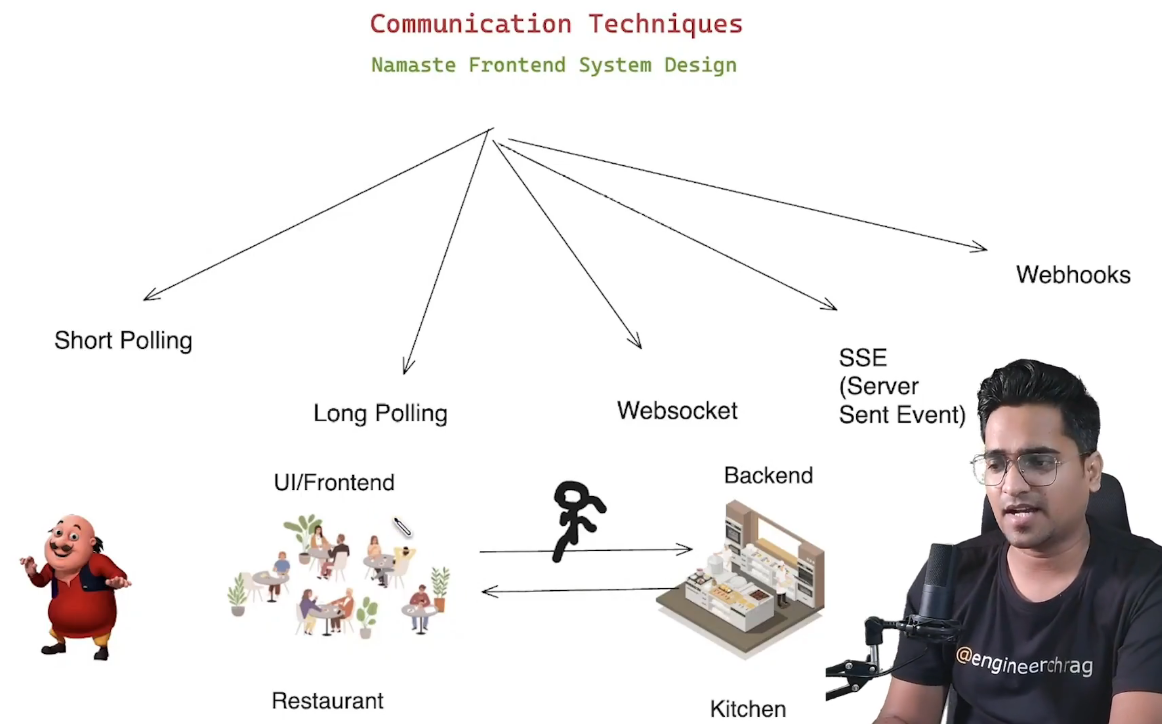 Communication Techniques
Namaste Frontend System Design
Webhooks
Short Polling
SSE
(Server
Sent Event)
Long Polling
Websocket
UI/Frontend
Backend
@engineerchrag
Restaurant
Kitchen